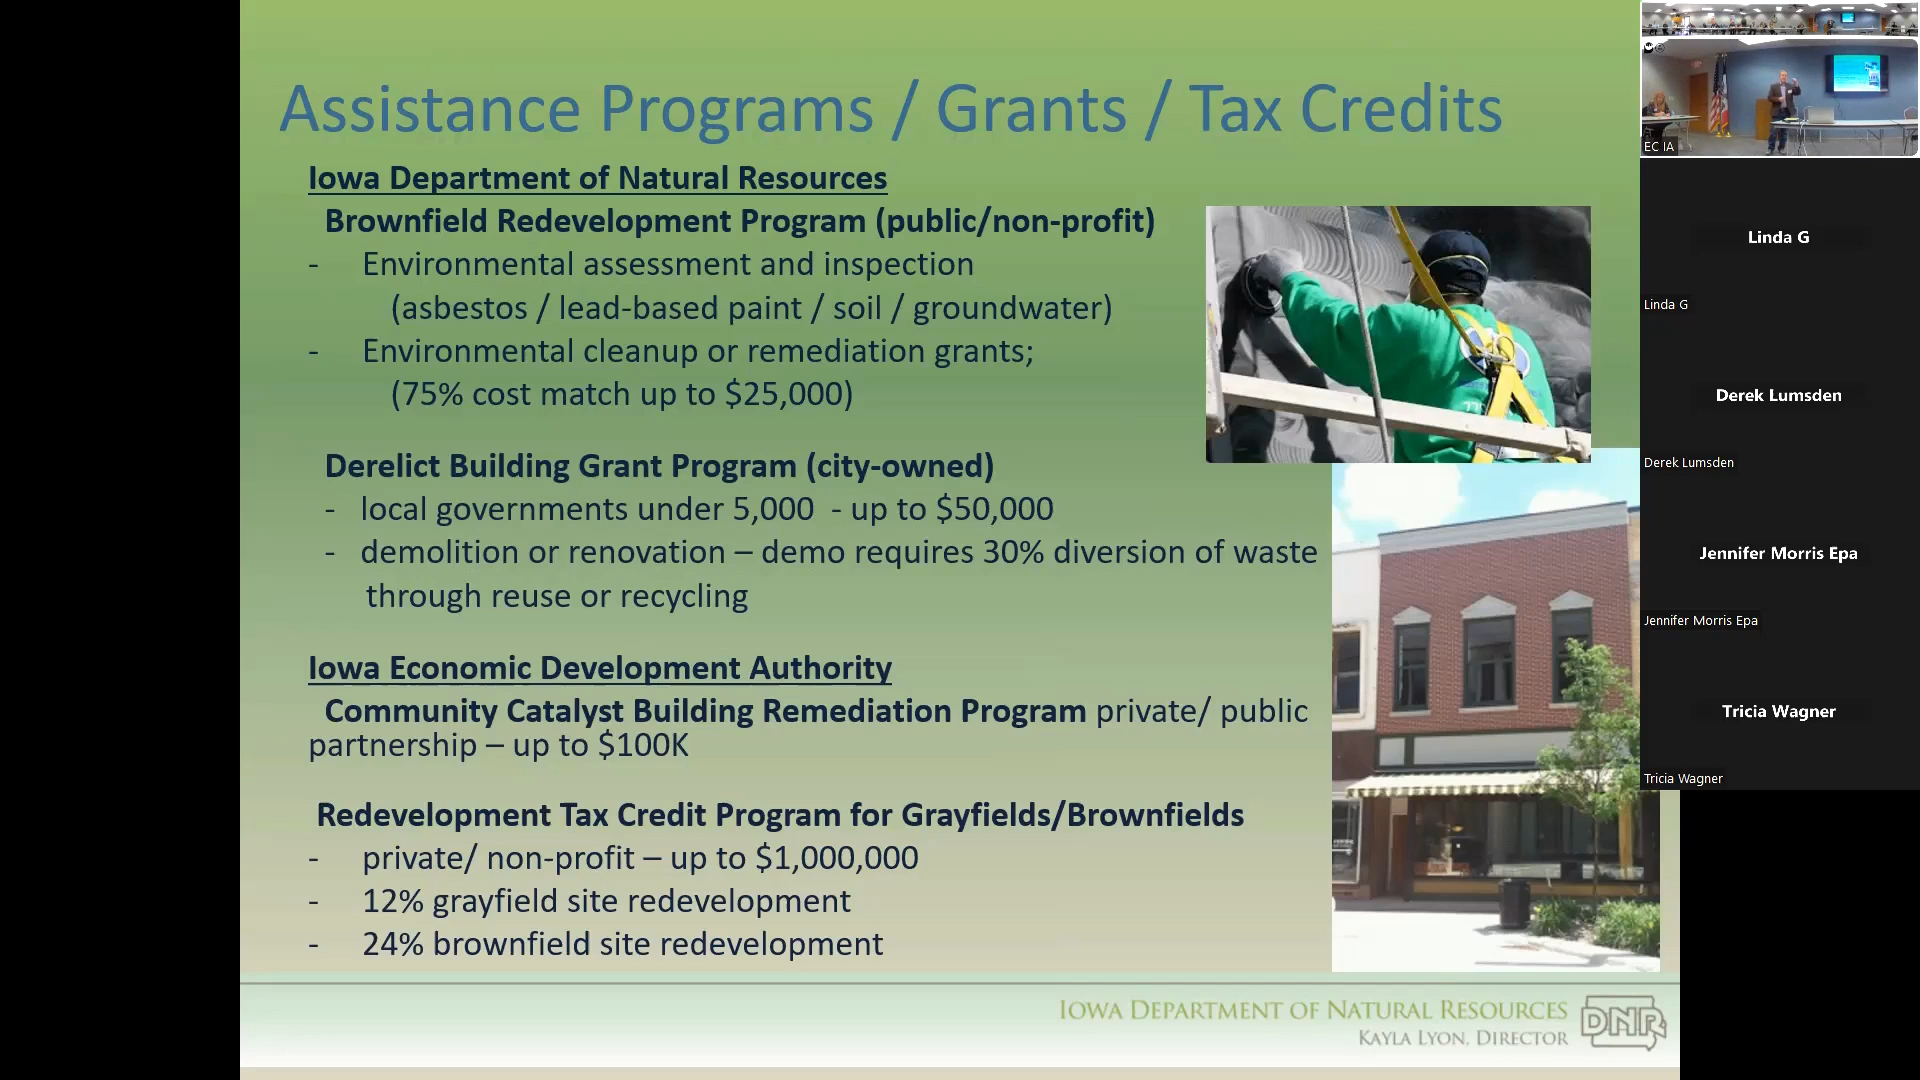 Assistance Programs / Grants / Tax Credits
Iowa Department of Natural Resources
Brownfield Redevelopment Program (public/non-profit)
- Environmental assessment and inspection
(asbestos / lead-based paint / soil / groundwater)
- Environmental cleanup or remediation grants;
(75% cost match up to $25,000)
Derelict Building Grant Program (city-owned)
- local governments under 5,000 - up to $50,000
- demolition or renovation – demo requires 30% diversion of waste
through reuse or recycling
Iowa Economic Development Authority
Community Catalyst Building Remediation Program private/ public
partnership – up to $100K
Redevelopment Tax Credit Program for Grayfields/Brownfields
- private/ non-profit – up to $1,000,000
- 12% grayfield site redevelopment
- 24% brownfield site redevelopment
IOWA DEPARTMENT OF NATURAL RESOURCES
KAYLA LYON, DIRECTOR
DNR
EC IA
Linda G
Linda G
Derek Lumsden
Derek Lumsden
Jennifer Morris Epa
Jennifer Morris Epa
Tricia Wagner
Tricia Wagner